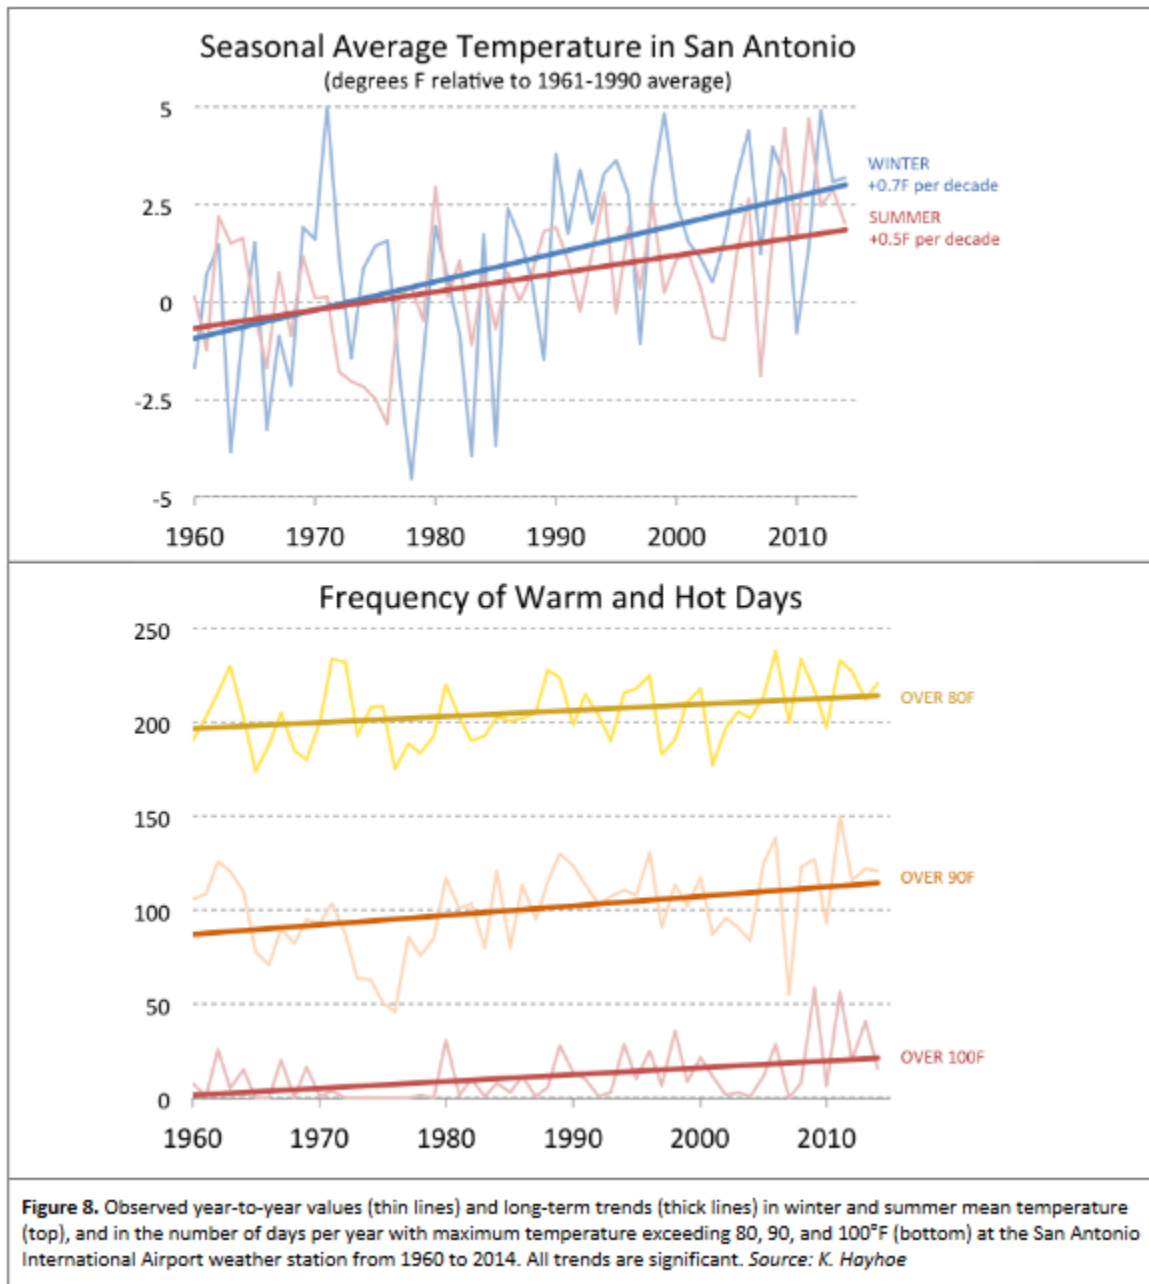 Seasonal Average Temperature in San Antonio
(degrees F relative to 1961-1990 average)
5
2.5
0
-2.5
-5
WINTER
+0.7F per decade
SUMMER
+0.5F per decade
1960 1970 1980 1990 2000 2010
Frequency of Warm and Hot Days
250
200
150
100
50
0
OVER 80F
OVER 90F
OVER 100F
1960 1970 1980 1990 2000 2010
Figure 8. Observed year-to-year values (thin lines) and long-term trends (thick lines) in winter and summer mean temperature
(top), and in the number of days per year with maximum temperature exceeding 80, 90, and 100°F (bottom) at the San Antonio
International Airport weather station from 1960 to 2014. All trends are significant. Source: K. Hayhoe